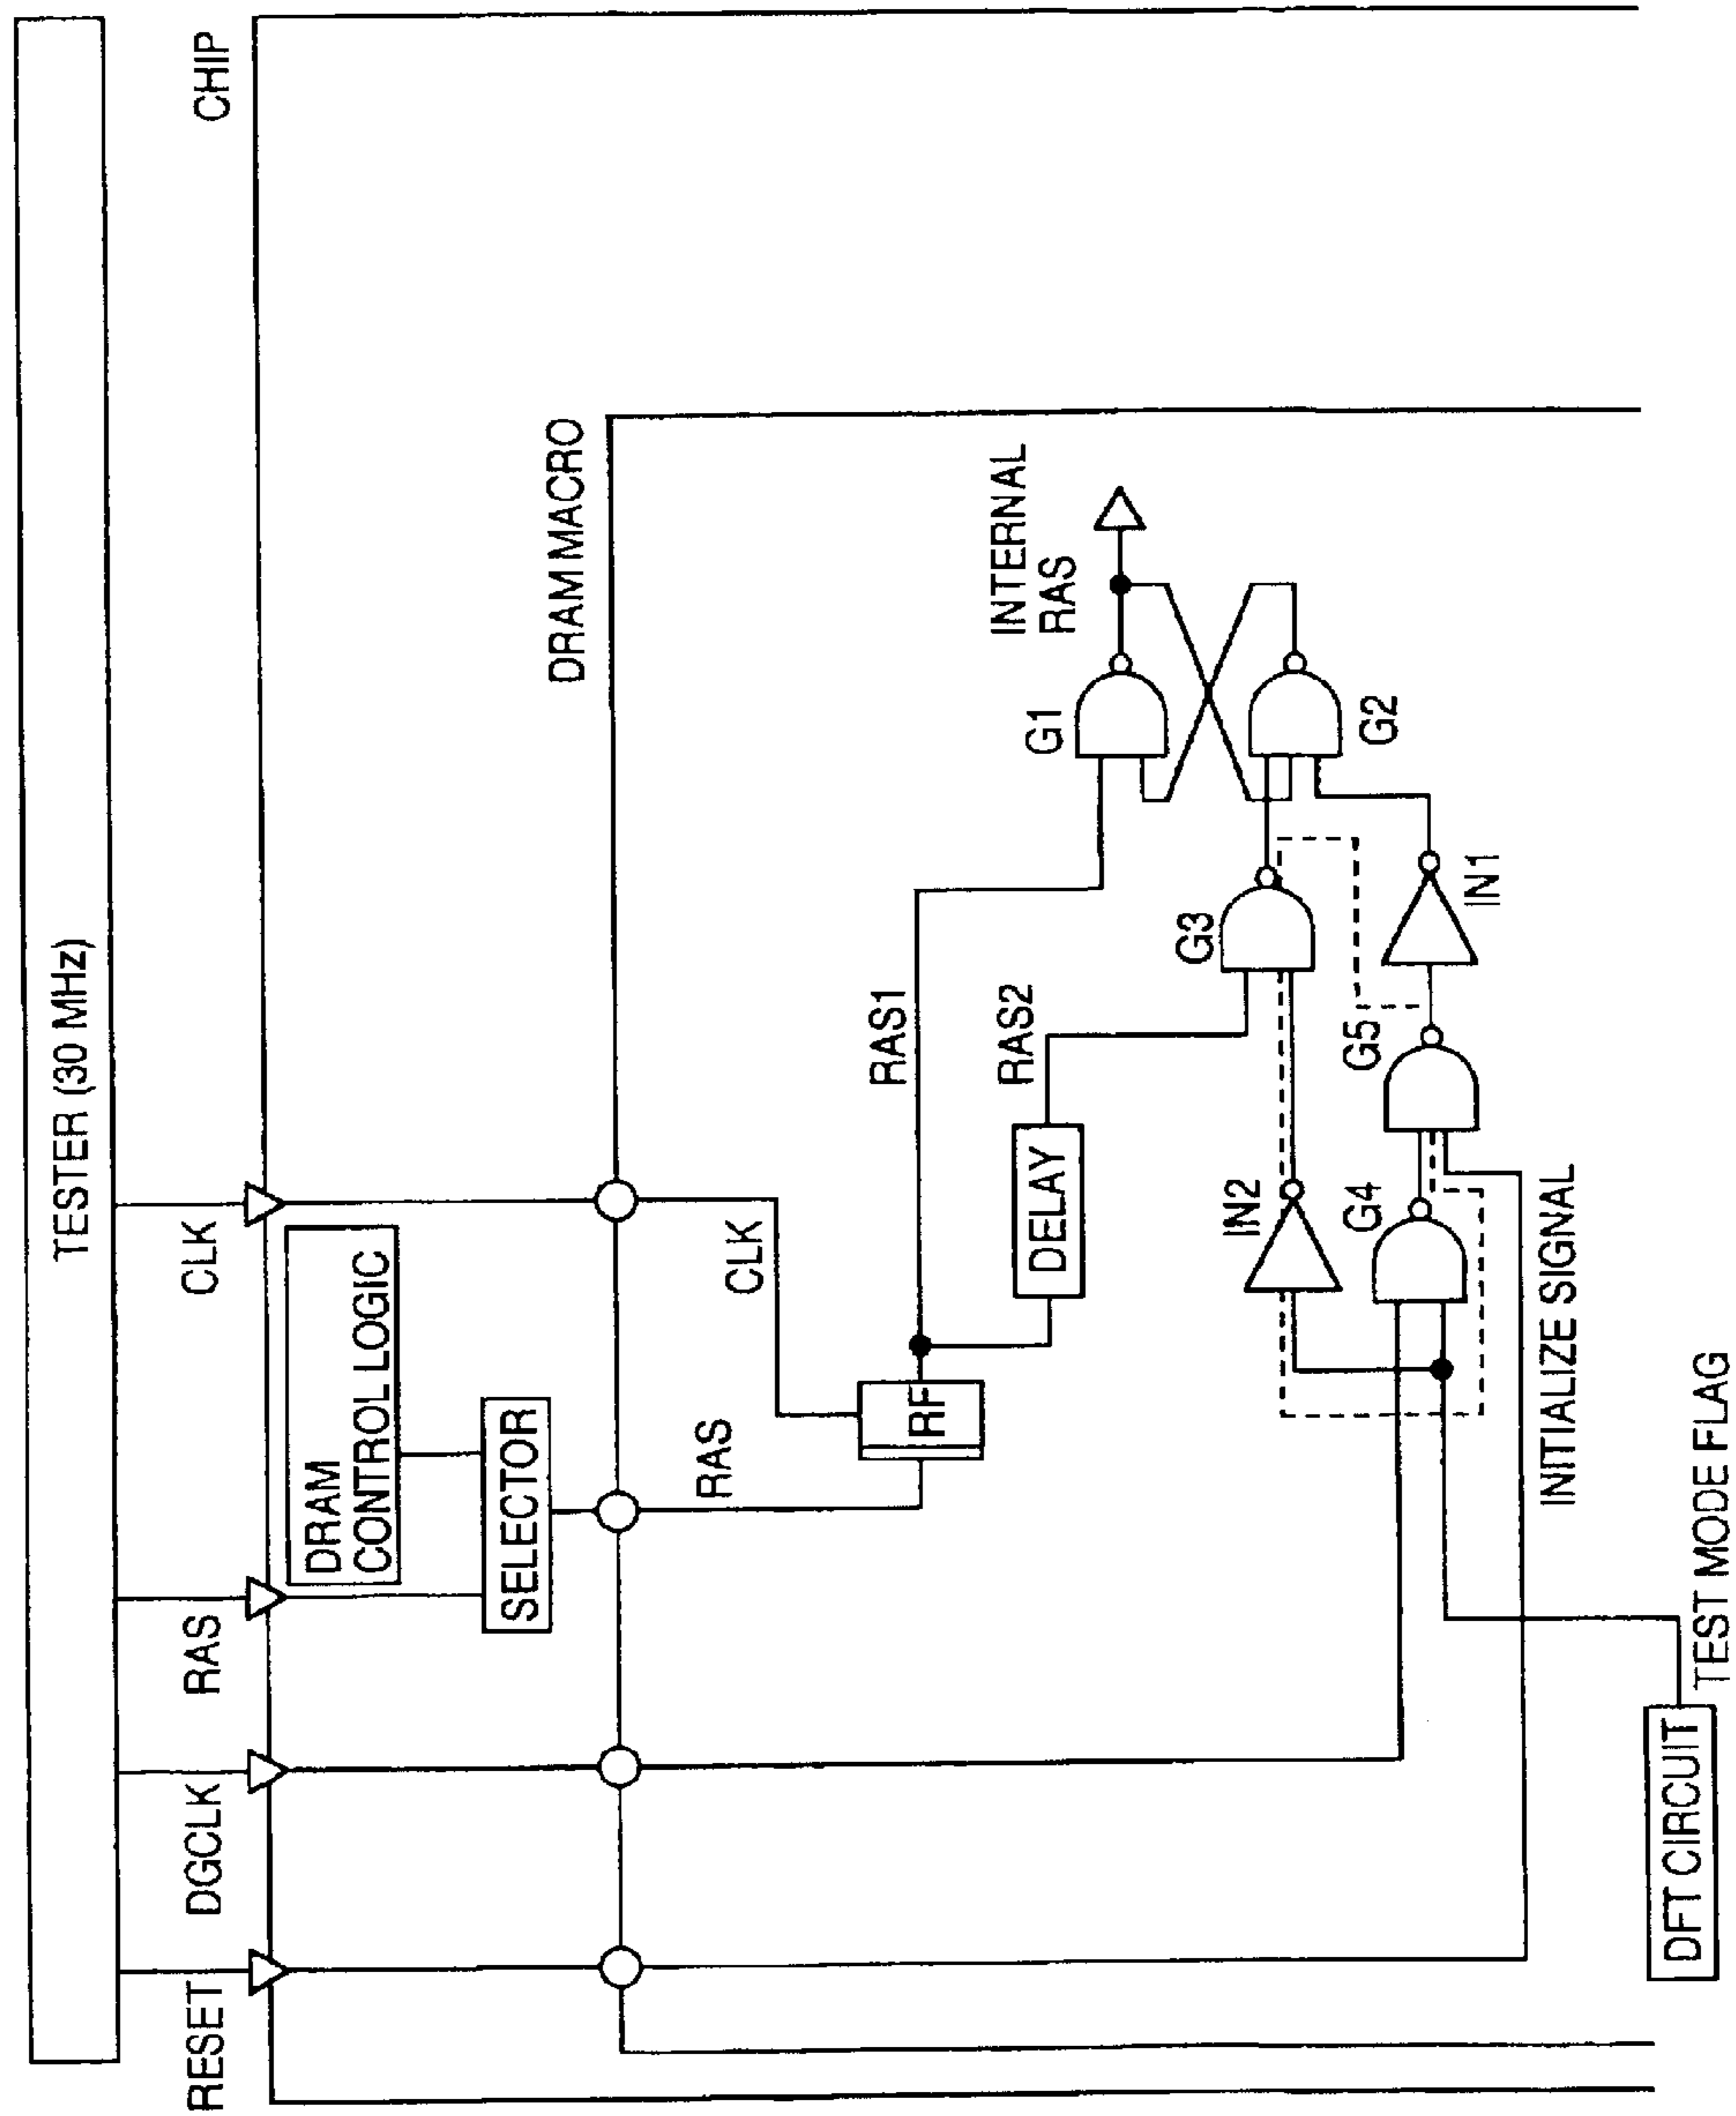 TESTER (30 MHz)
RESET
DGCLK
RAS
CLK
CHIP
DRAM
CONTROL LOGIC
SELECTOR
DRAM MACRO
RAS
CLK
RF
RAS1
DELAY
RAS2
INTERNAL
RAS
G1
G3
IN2
G2
G4
G5
IN1
INITIALIZE SIGNAL
DFT CIRCUIT
TEST MODE FLAG